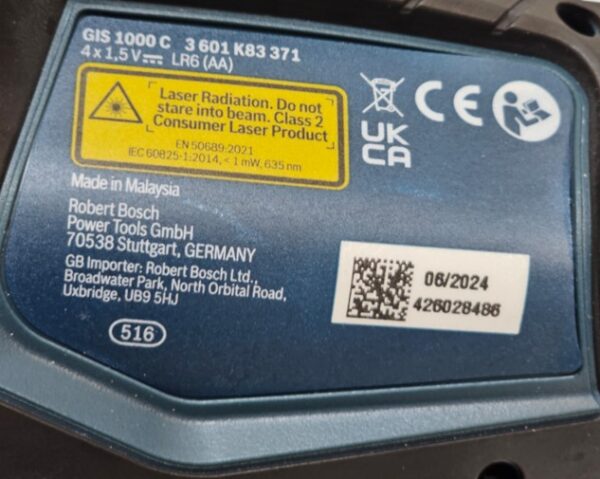 GIS 1000 C 3 601 K83 371
4 x 1,5 V LR6 (AA)
Laser Radiation. Do not
stare into beam. Class 2
Consumer Laser Product
EN 50689:2021
IEC 60825-1:2014, < 1 mW, 635 nm
CE
UK
CA
Made in Malaysia
Robert Bosch
Power Tools GmbH
70538 Stuttgart, GERMANY
GB Importer: Robert Bosch Ltd.,
Broadwater Park, North Orbital Road,
Uxbridge, UB9 5HJ
516
06/2024
426028486